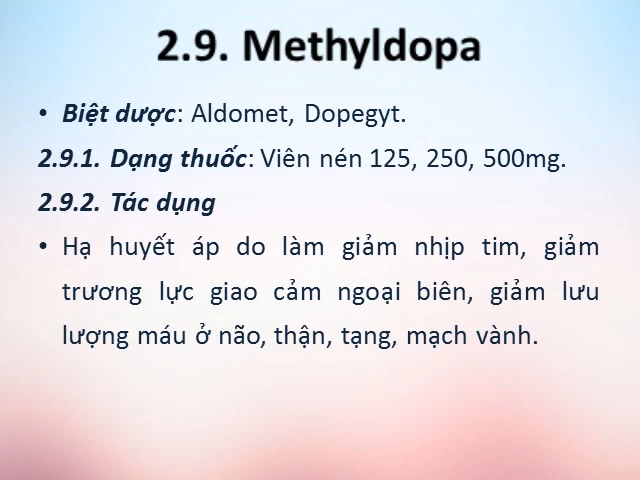 2.9. Methyldopa
• Biệt dược: Aldomet, Dopegyt.
2.9.1. Dạng thuốc: Viên nén 125, 250, 500mg.
2.9.2. Tác dụng
• Hạ huyết áp do làm giảm nhịp tim, giảm
trương lực giao cảm ngoại biên, giảm lưu
lượng máu ở não, thận, tạng, mạch vành.